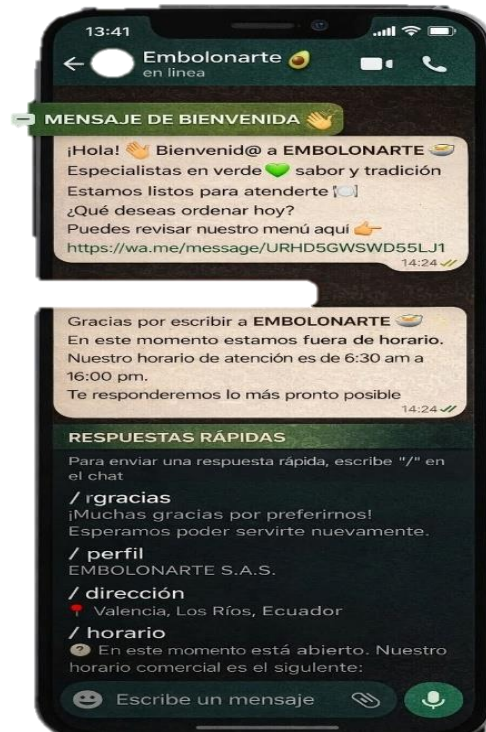 13:41
Embolonarte 🥑
en linea
MENSAJE DE BIENVENIDA 👋
¡Hola! 👋 Bienvenid@ a EMBOLONARTE 🍲
Especialistas en verde 💚 sabor y tradición
Estamos listos para atenderte 🍽️
¿Qué deseas ordenar hoy?
Puedes revisar nuestro menú aqui 👉
https://wa.me/message/URHD5GWSWD55LJ1
14:24
Gracias por escribir a EMBOLONARTE 🍲
En este momento estamos fuera de horario.
Nuestro horario de atención es de 6:30 am a
16:00 pm.
Te responderemos lo más pronto posible
14:24
RESPUESTAS RÁPIDAS
Para enviar una respuesta rápida, escribe "/" en
el chat
/ rgracias
¡Muchas gracias por preferirnos!
Esperamos poder servirte nuevamente.
/ perfil
EMBOLONARTE S.A.S.
/ dirección
📍 Valencia, Los Ríos, Ecuador
/ horario
? En este momento está abierto. Nuestro
horario comercial es el sigulente:
Escribe un mensaje